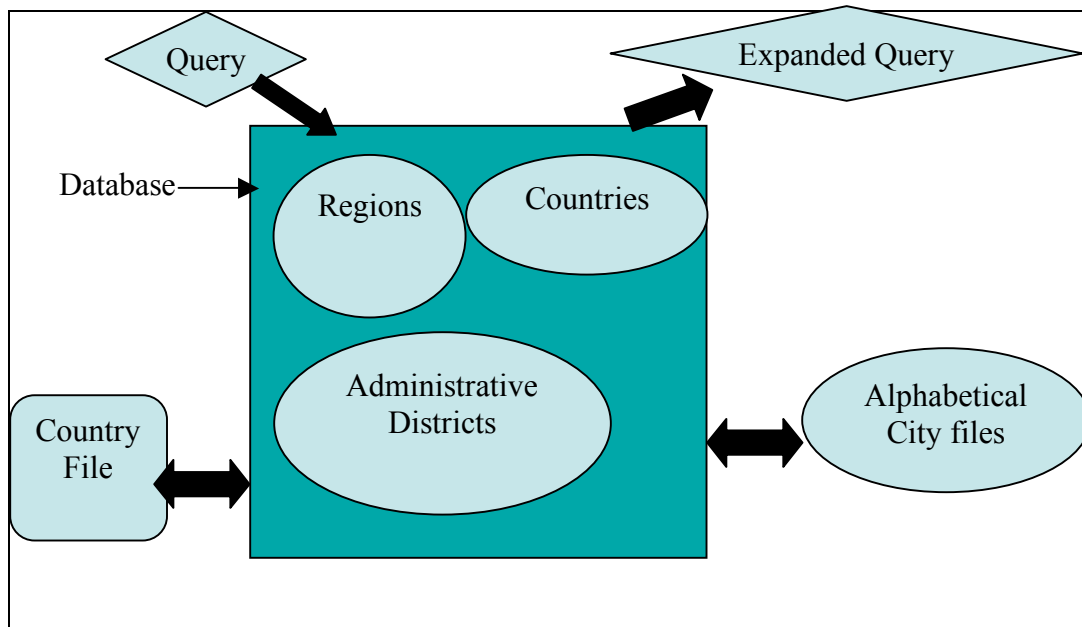 Query
Expanded Query
Database
Regions
Countries
Administrative
Districts
Country
File
Alphabetical
City files